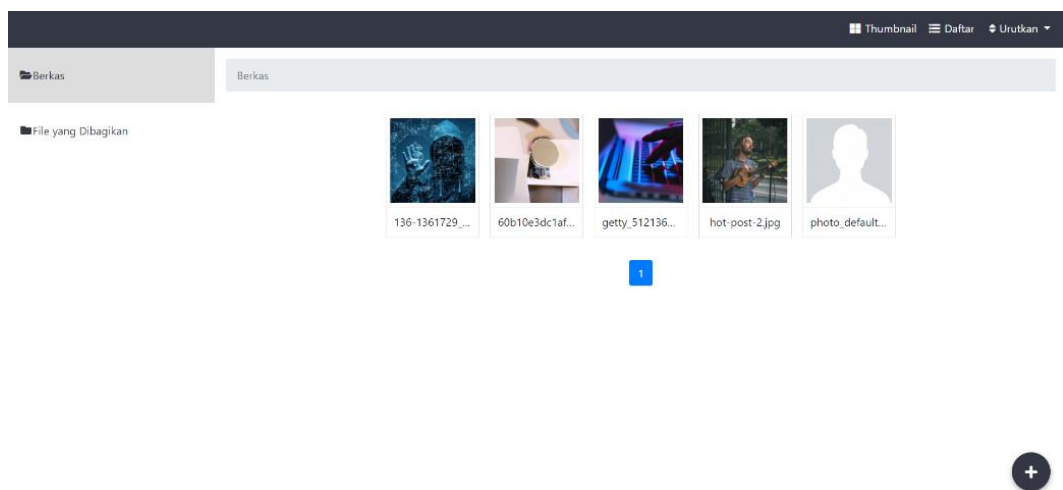 Thumbnail Daftar Urutkan
Berkas
Berkas
File yang Dibagikan
136-1361729_...
60b10e3dc1af...
getty_512136...
hot-post-2.jpg
photo_default...
1